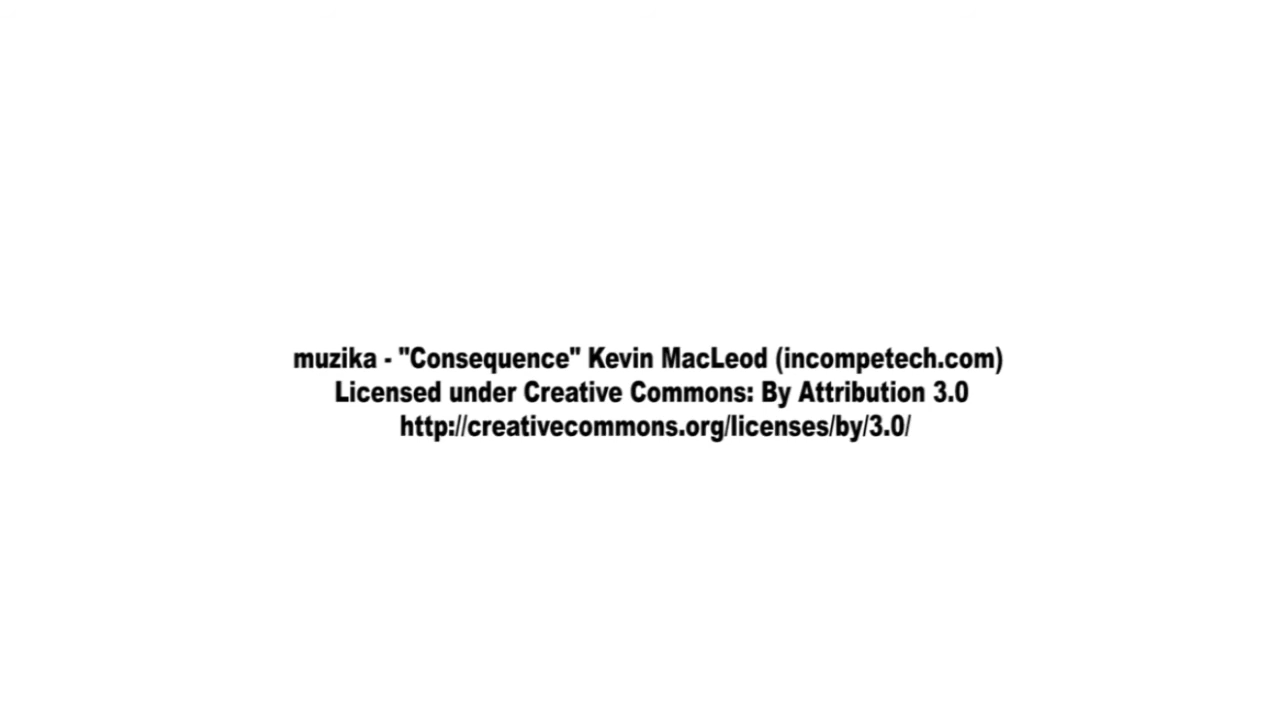 muzika - "Consequence" Kevin MacLeod (incompetech.com)
Licensed under Creative Commons: By Attribution 3.0
http://creativecommons.org/licenses/by/3.0/